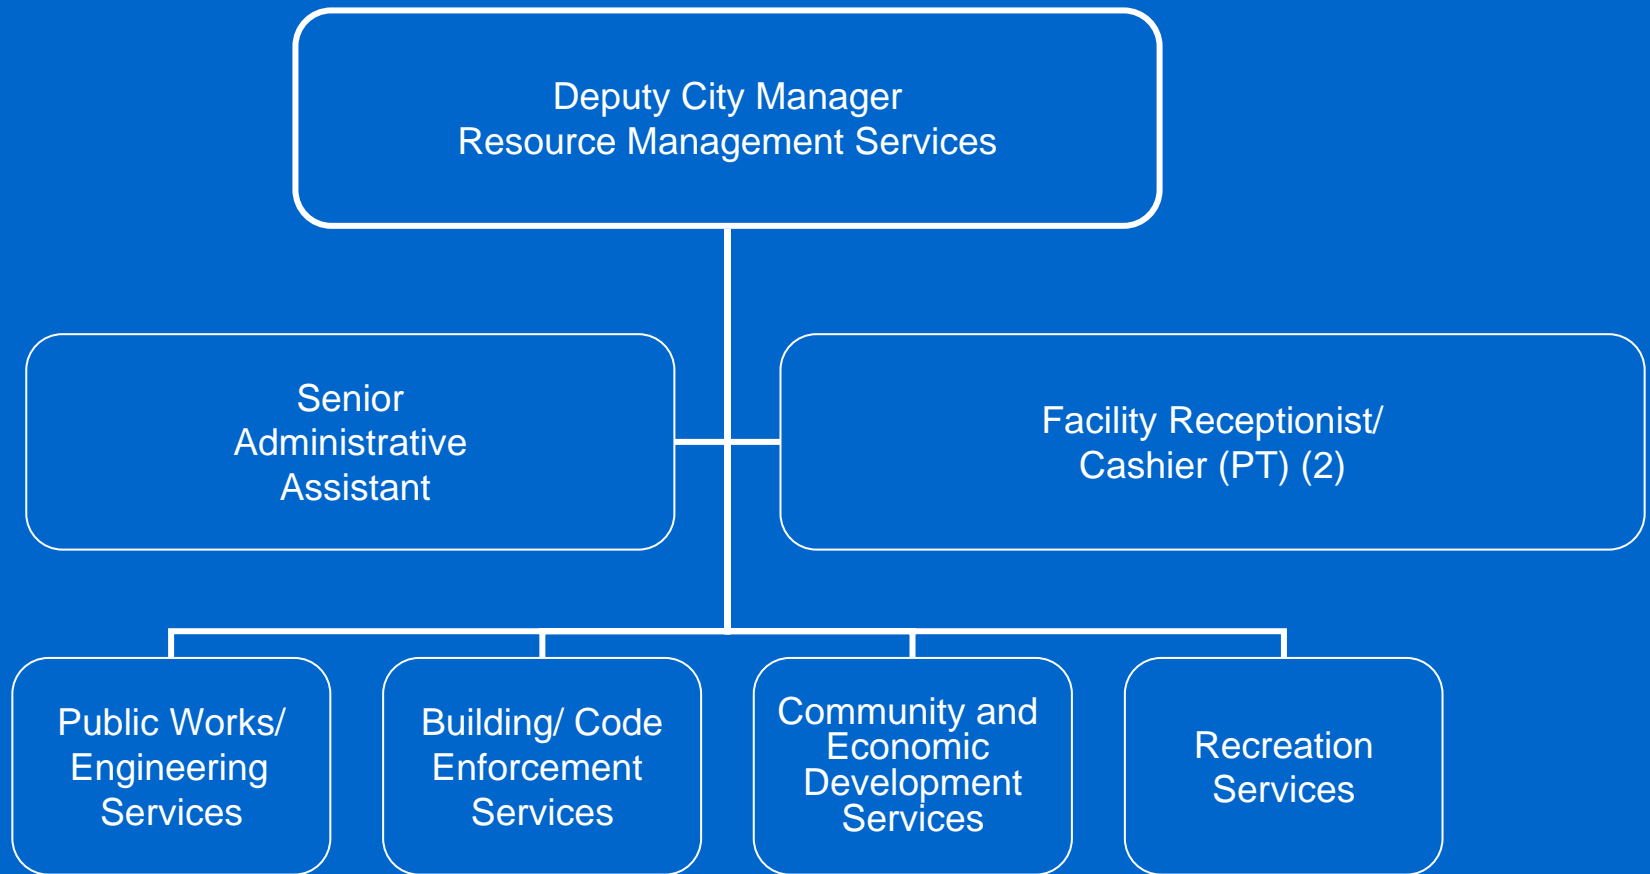 Deputy City Manager
Resource Management Services
Senior
Administrative
Assistant
Facility Receptionist/
Cashier (PT) (2)
Public Works/
Engineering
Services
Building/ Code
Enforcement
Services
Community and
Economic
Development
Services
Recreation
Services